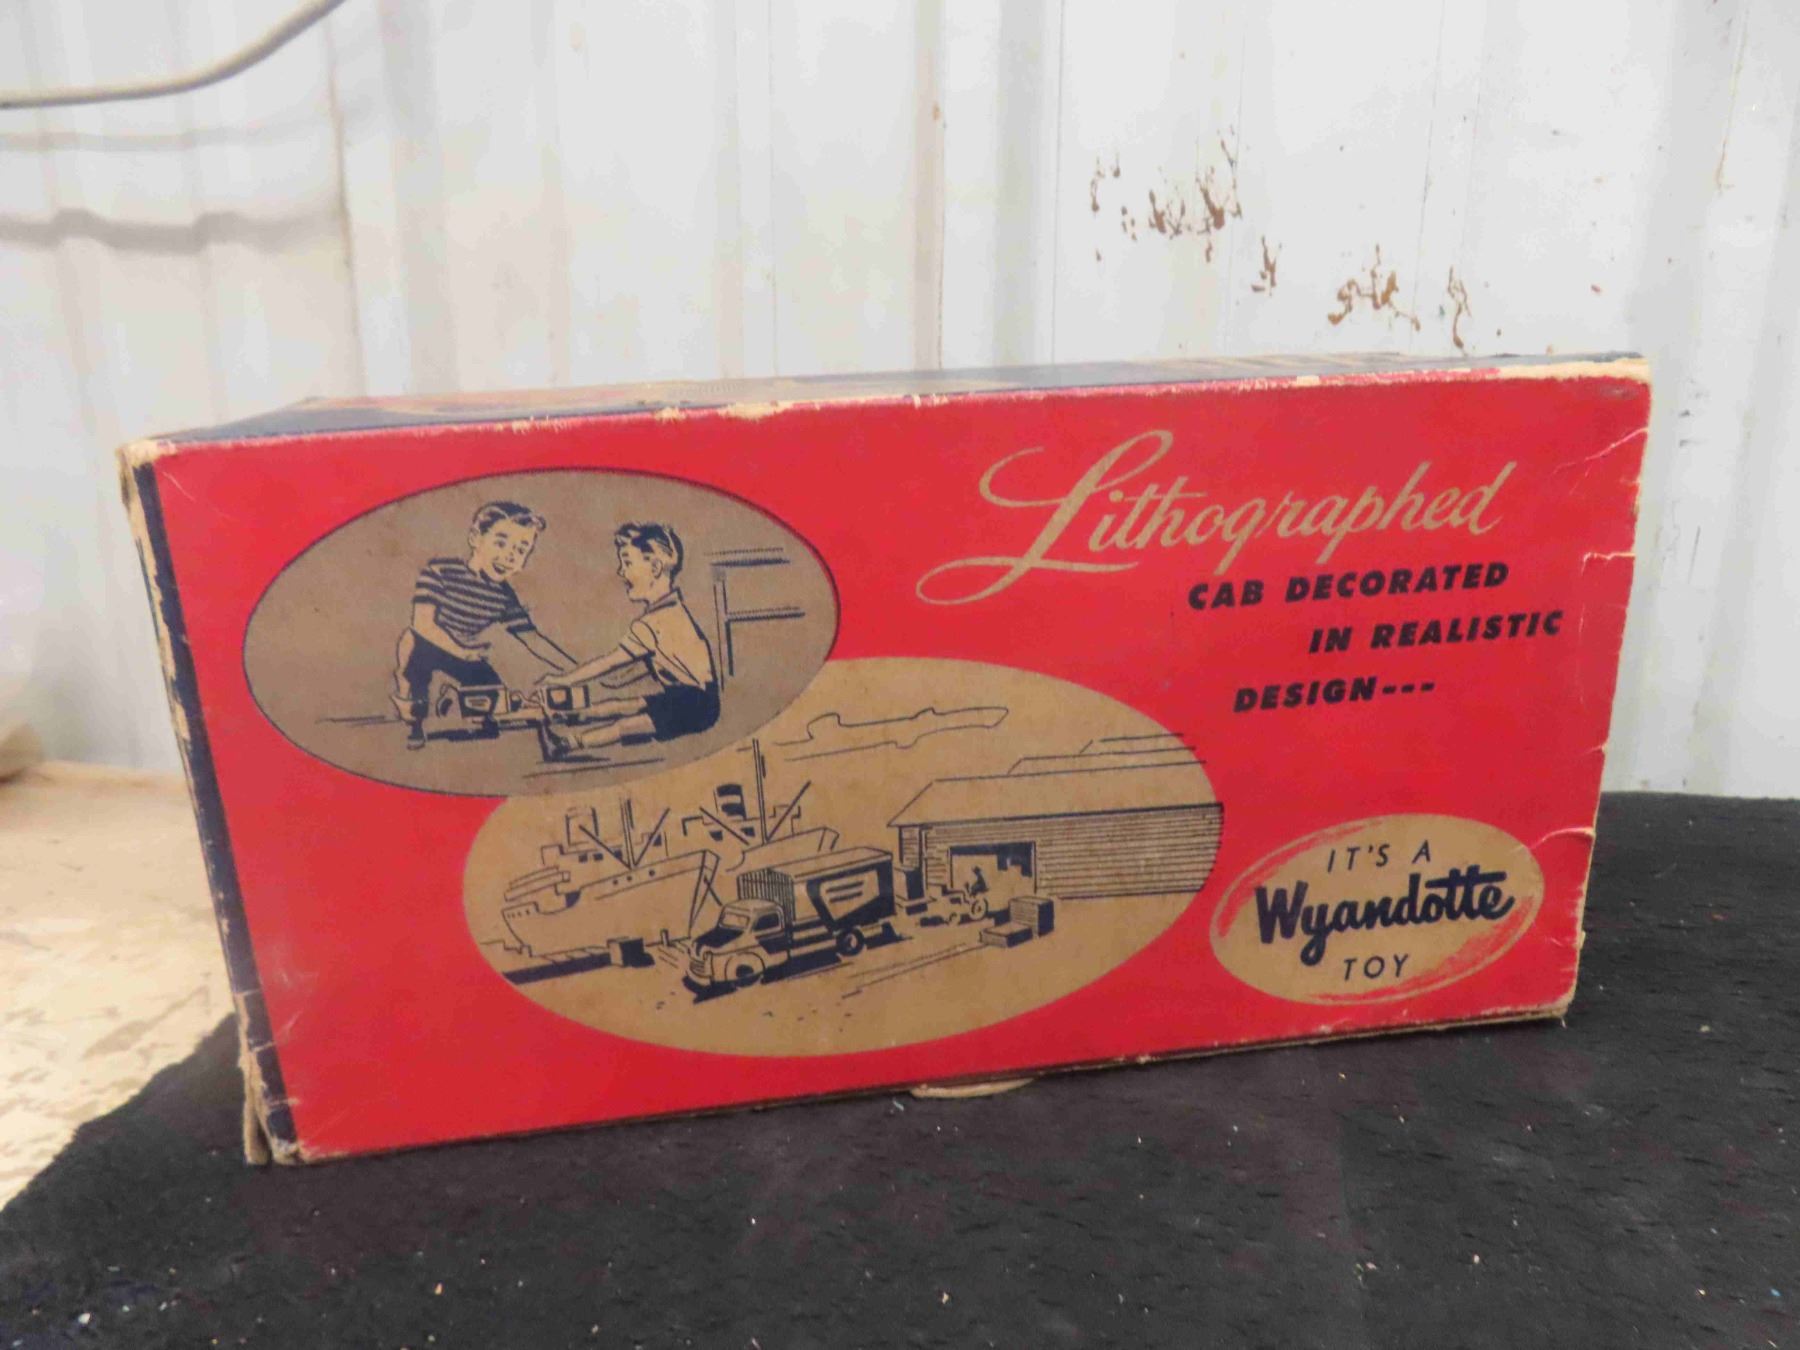 Lithographed
CAB DECORATED
IN REALISTIC
DESIGN---
IT'S A
Wyandotte
TOY